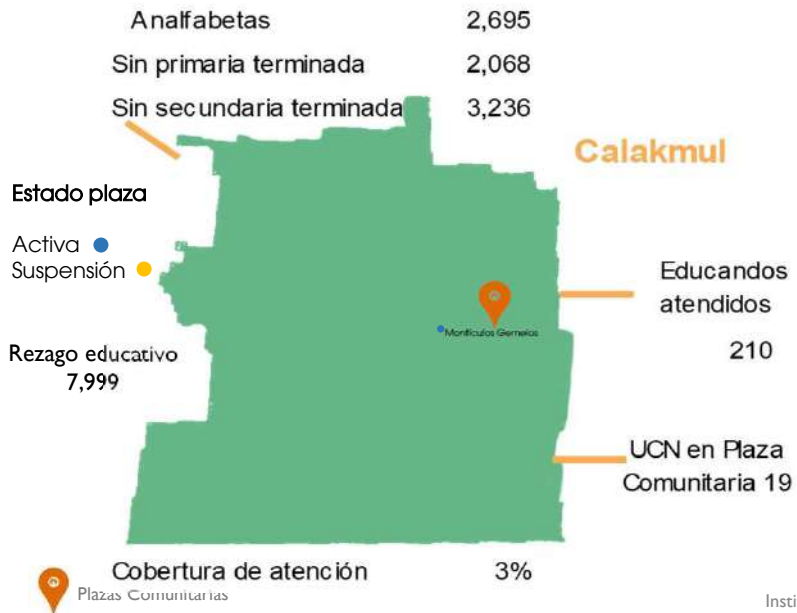 Analfabetas 2,695
Sin primaria terminada 2,068
Sin secundaria terminada 3,236
Calakmul
Estado plaza
Activa
Suspensión
Educandos
atendidos
210
Montículos Gemelos
Rezago educativo
7,999
UCN en Plaza
Comunitaria 19
Cobertura de atención 3%
Plazas Comunitarias
Insti